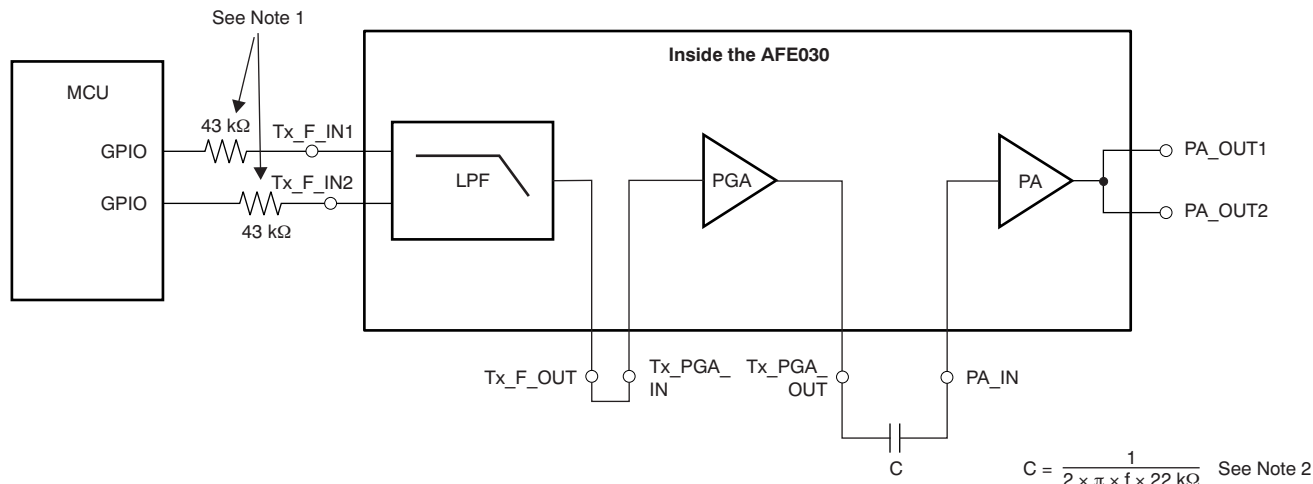 See Note 1
Inside the AFE030
MCU
43 kΩ
Tx_F_IN1
GPIO
LPF
PGA
PA
PA_OUT1
Tx_F_IN2
GPIO
43 kΩ
PA_OUT2
Tx_F_OUT
Tx_PGA_
IN
Tx_PGA_
OUT
PA_IN
C
C = 1 / 2 × π × f × 22 kΩ See Note 2